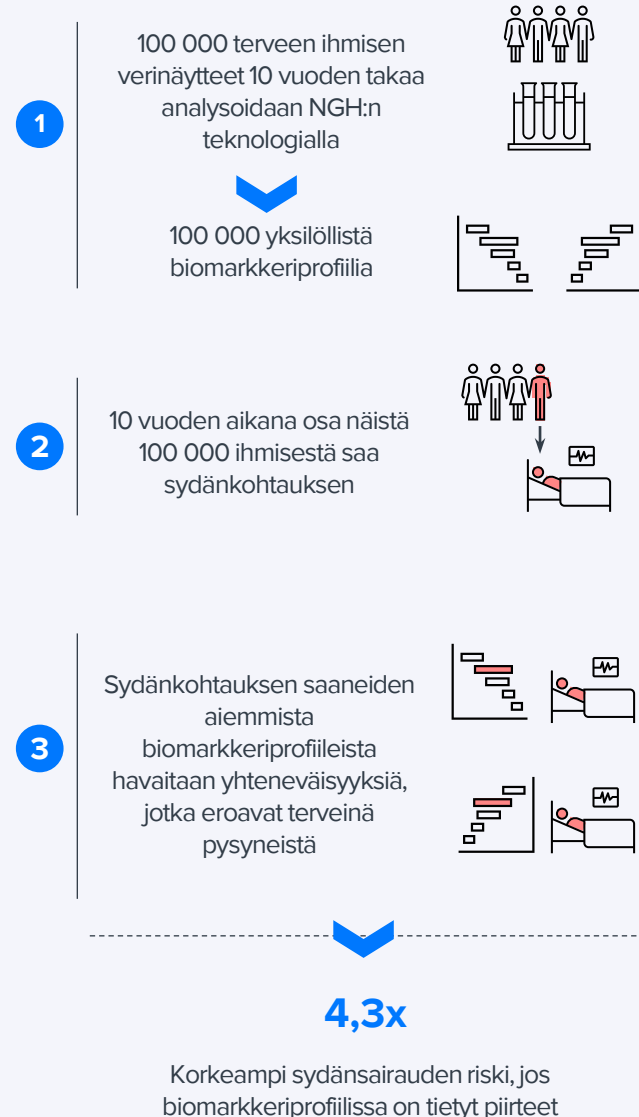 1
100 000 terveen ihmisen
verinäytteet 10 vuoden takaa
analysoidaan NGH:n
teknologialla
100 000 yksilöllistä
biomarkkeriprofiilia
2
10 vuoden aikana osa näistä
100 000 ihmisestä saa
sydänkohtauksen
3
Sydänkohtauksen saaneiden
aiemmista
biomarkkeriprofiileista
havaitaan yhteneväisyyksiä,
jotka eroavat terveinä
pysyneistä
4,3x
Korkeampi sydänsairauden riski, jos
biomarkkeriprofiilissa on tietyt piirteet